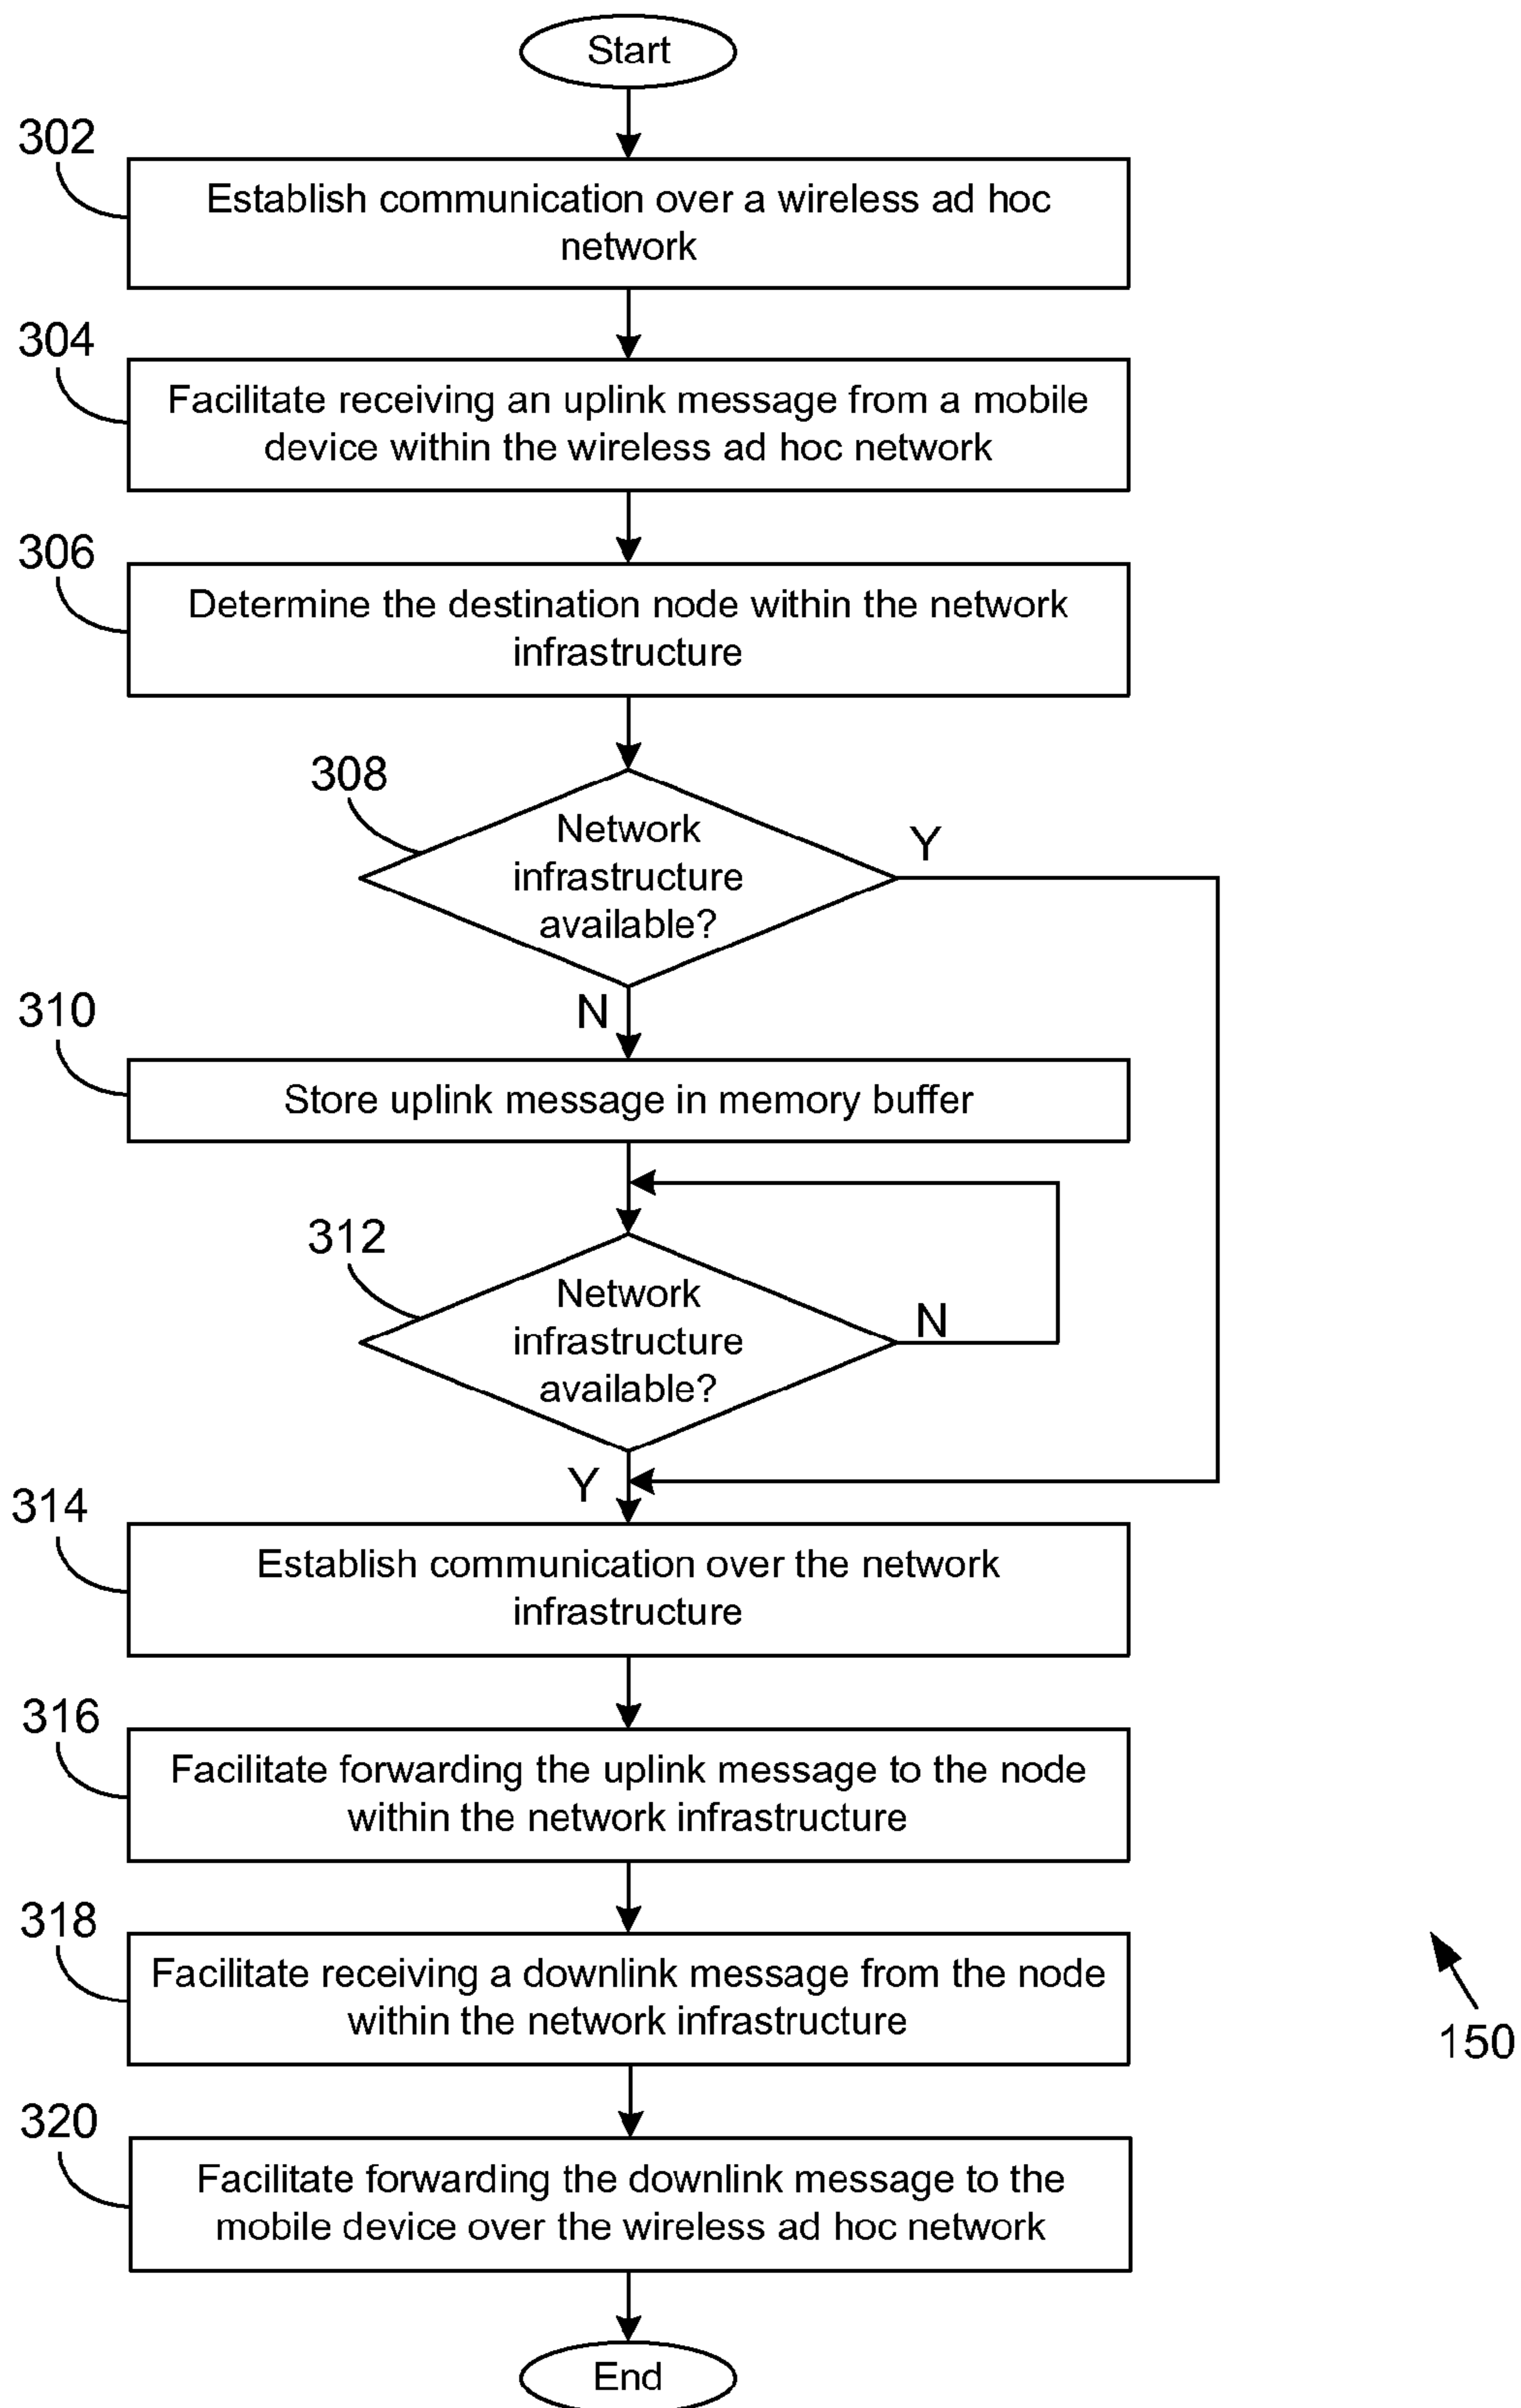 Start
302
Establish communication over a wireless ad hoc
network
304
Facilitate receiving an uplink message from a mobile
device within the wireless ad hoc network
306
Determine the destination node within the network
infrastructure
308
Network
infrastructure
available?
Y
N
310
Store uplink message in memory buffer
312
Network
infrastructure
available?
N
Y
314
Establish communication over the network
infrastructure
316
Facilitate forwarding the uplink message to the node
within the network infrastructure
318
Facilitate receiving a downlink message from the node
within the network infrastructure
150
320
Facilitate forwarding the downlink message to the
mobile device over the wireless ad hoc network
End